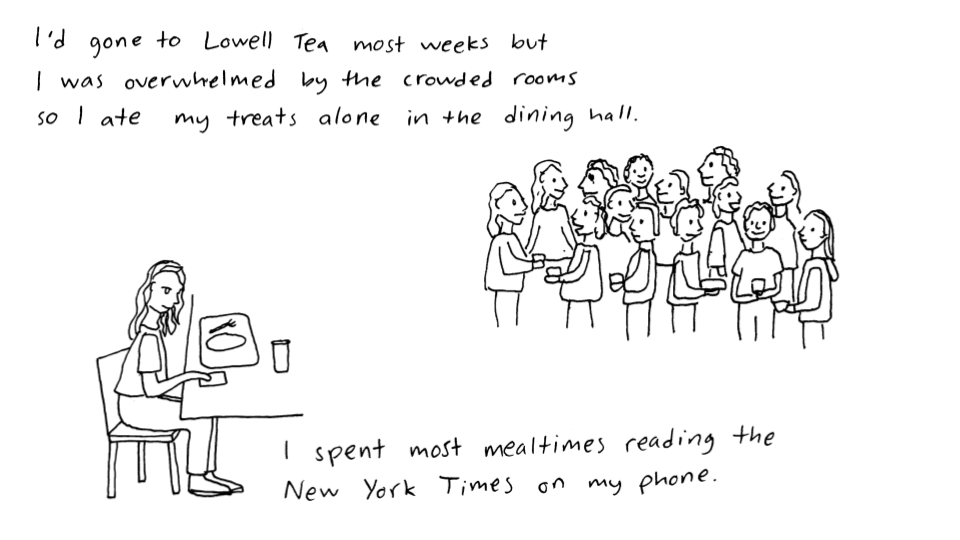 I'd gone to Lowell Tea most weeks but
I was overwhelmed by the crowded rooms
so I ate my treats alone in the dining hall.
I spent most mealtimes reading the
New York Times on my phone.